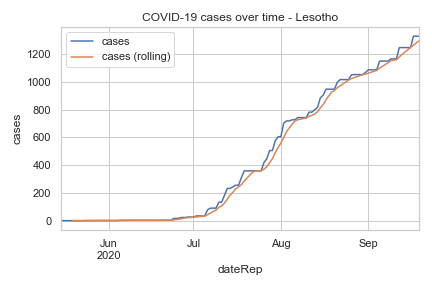 COVID-19 cases over time - Lesotho
cases
cases (rolling)
1200
1000
800
600
400
200
0
cases
Jun
2020
Jul
Aug
Sep
dateRep